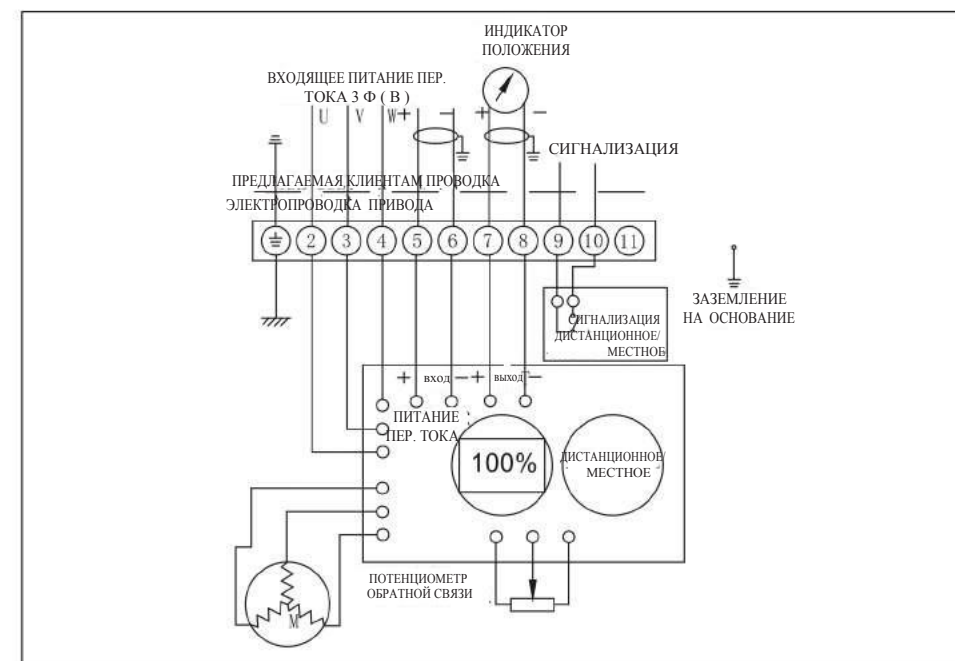 ИНДИКАТОР
ПОЛОЖЕНИЯ
ВХОДЯЩЕЕ ПИТАНИЕ ПЕР.
ТОКА 3 Ф ( В )
U V W + - + -
СИГНАЛИЗАЦИЯ
ПРЕДЛАГАЕМАЯ КЛИЕНТАМ ПРОВОДКА
ЭЛЕКТРОПРОВОДКА ПРИВОДА
2 3 4 5 6 7 8 9 10 11
ЗАЗЕМЛЕНИЕ
НА ОСНОВАНИЕ
СИГНАЛИЗАЦИЯ
ДИСТАНЦИОННОЕ/
МЕСТНОЕ
+ вход - + выход -
ПИТАНИЕ
ПЕР. ТОКА
100%
ДИСТАНЦИОННОЕ/
МЕСТНОЕ
ПОТЕНЦИОМЕТР
ОБРАТНОЙ СВЯЗИ
M